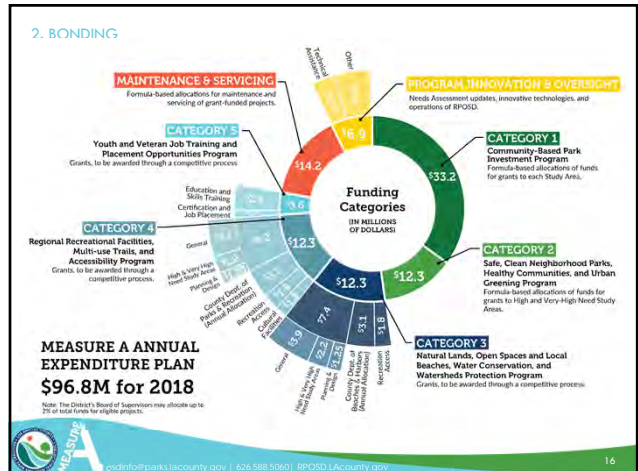 2. BONDING
Technical
Assistance
Other
MAINTENANCE & SERVICING
Formula-based allocations for maintenance and
servicing of grant-funded projects.
PROGRAM INNOVATION & OVERSIGHT
Needs Assessment updates, innovative technologies, and
operations of RPOSD.
$6.9
CATEGORY 5
Youth and Veteran Job Training and
Placement Opportunities Program
Grants, to be awarded through a competitive process
$14.2
CATEGORY 1
Community-Based Park
Investment Program
Formula-based allocations of funds
for grants to each Study Area.
$33.2
Education and
Skills Training
Certification and
Job Placement
$3.6
Funding
Categories
(IN MILLIONS
OF DOLLARS)
CATEGORY 4
Regional Recreational Facilities,
Multi-use Trails, and
Accessibility Program
Grants, to be awarded through a
competitive process.
General
High & Very High
Need Study Areas
Planning &
Design
County Dept. of
Parks & Recreation
(Annual Allocation)
Recreation
Access
Cultural
Facilities
$12.3
CATEGORY 2
Safe, Clean Neighborhood Parks,
Healthy Communities, and Urban
Greening Program
Formula-based allocations of funds for
grants to High and Very-High Need Study
Areas.
$12.3
$12.3
CATEGORY 3
Natural Lands, Open Spaces and Local
Beaches, Water Conservation, and
Watersheds Protection Program
Grants, to be awarded through a competitive process.
$7.4
$3.1
$1.8
$3.9
$2.2
$1.25
General
High & Very High
Need Study Areas
Planning &
Design
County Dept. of
Beaches & Harbors
(Annual Allocation)
Recreation
Access
MEASURE A ANNUAL
EXPENDITURE PLAN
$96.8M for 2018
Note: The District's Board of Supervisors may allocate up to
2% of total funds for eligible projects.
MEASURE
A
osdinfo@parks.lacounty.gov | 626.588.5060| RPOSD.LAcounty.gov
16